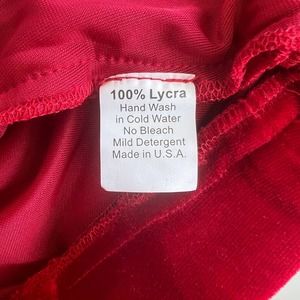 100% Lycra
Hand Wash
in Cold Water
No Bleach
Mild Detergent
Made in U.S.A.